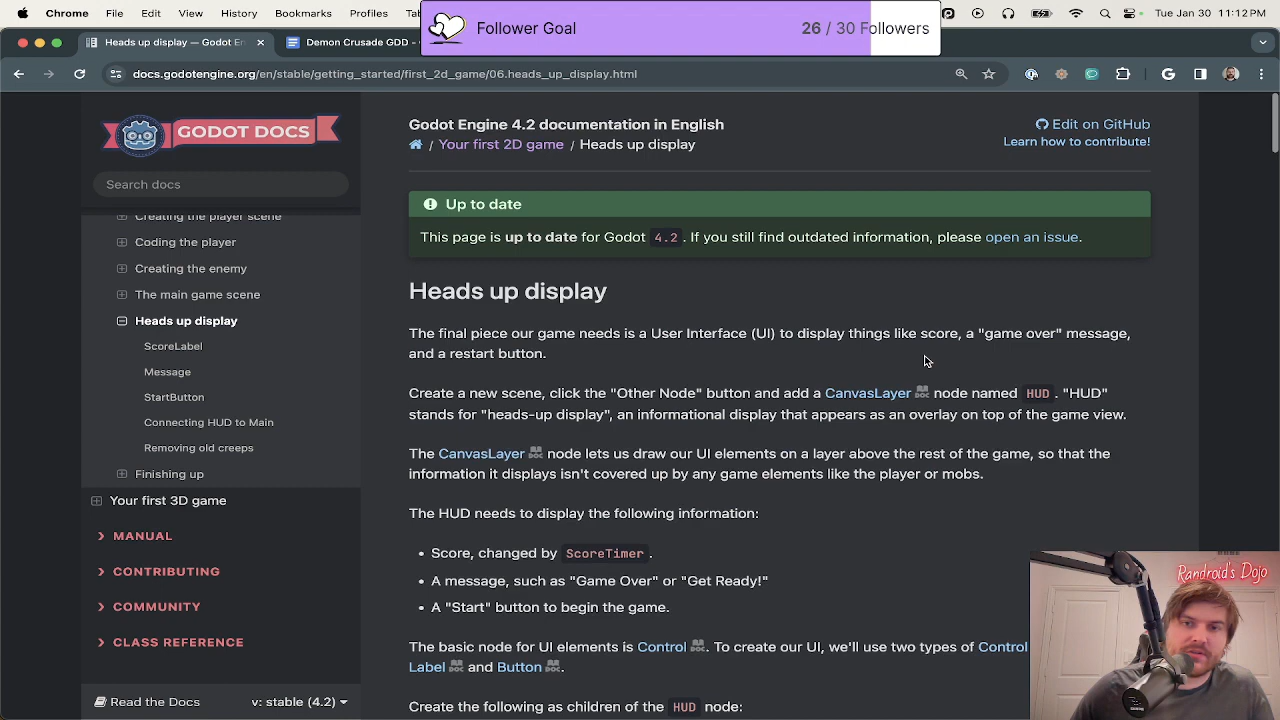 Bookmarks
Profiles
Tue Jan 30 11:12 PM
Follower Goal
26 / 30 Followers
Heads up display — Godot En
Demon Crusade GDD -
docs.godotengine.org/en/stable/getting_started/first_2d_game/06.heads_up_display.html
GODOT DOCS
Search docs
Creating the player scene
Coding the player
Creating the enemy
The main game scene
Heads up display
ScoreLabel
Message
StartButton
Connecting HUD to Main
Removing old creeps
Finishing up
Your first 3D game
MANUAL
CONTRIBUTING
COMMUNITY
CLASS REFERENCE
Read the Docs
v: stable (4.2)
Godot Engine 4.2 documentation in English
Edit on GitHub
/ Your first 2D game / Heads up display
Learn how to contribute!
Up to date
This page is up to date for Godot 4.2. If you still find outdated information, please open an issue.
Heads up display
The final piece our game needs is a User Interface (UI) to display things like score, a "game over" message,
and a restart button.
Create a new scene, click the "Other Node" button and add a CanvasLayer node named HUD. "HUD"
stands for "heads-up display", an informational display that appears as an overlay on top of the game view.
The CanvasLayer node lets us draw our UI elements on a layer above the rest of the game, so that the
information it displays isn't covered up by any game elements like the player or mobs.
The HUD needs to display the following information:
• Score, changed by ScoreTimer.
• A message, such as "Game Over" or "Get Ready!"
• A "Start" button to begin the game.
The basic node for UI elements is Control. To create our UI, we'll use two types of Control
Label and Button.
Create the following as children of the HUD node:
Randroid's Dojo